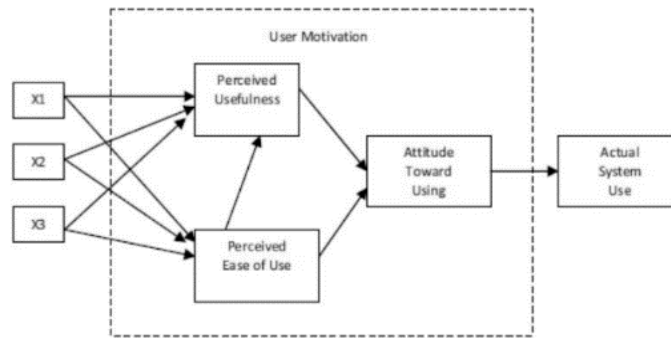 User Motivation
X1
X2
X3
Perceived
Usefulness
Perceived
Ease of Use
Attitude
Toward
Using
Actual
System
Use